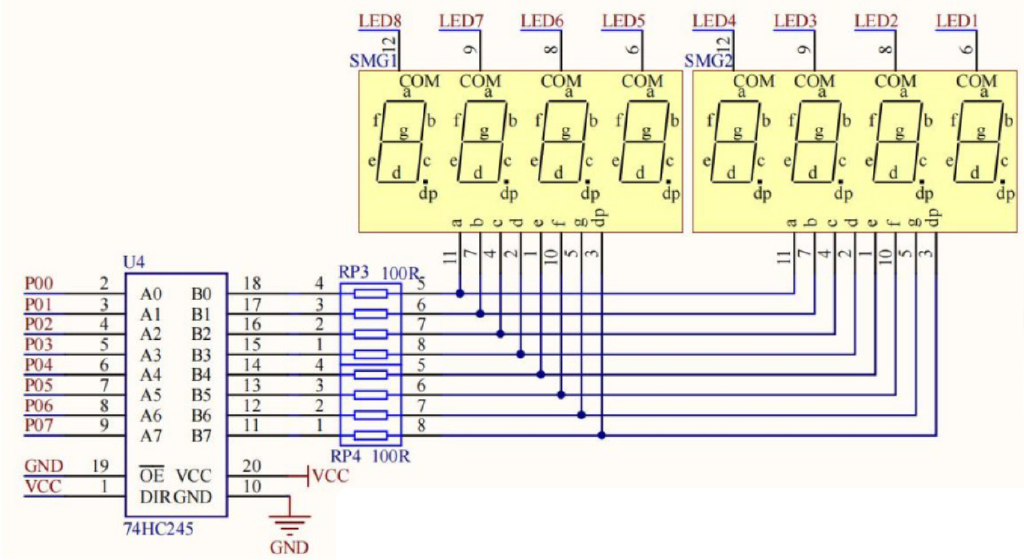 LED8 LED7 LED6 LED5 LED4 LED3 LED2 LED1
12 9 8 6 12 9 8 6
SMG1 SMG2
COM COM COM COM COM COM COM COM
a a a a a a a a
f b f b f b f b f b f b f b f b
g g g g g g g g
e d c e d c e d c e d c e d c e d c e d c e d c
dp dp dp dp dp dp dp dp
a b c d e f g dp a b c d e f g dp
11 7 4 2 1 10 5 3 11 7 4 2 1 10 5 3
U4
RP3 100R
P00 2 A0 B0 18 4 5
P01 3 A1 B1 17 3 6
P02 4 A2 B2 16 2 7
P03 5 A3 B3 15 1 8
P04 6 A4 B4 14 4 5
P05 7 A5 B5 13 3 6
P06 8 A6 B6 12 2 7
P07 9 A7 B7 11 1 8
RP4 100R
GND 19 OE VCC 20 VCC
VCC 1 DIR GND 10
74HC245
GND